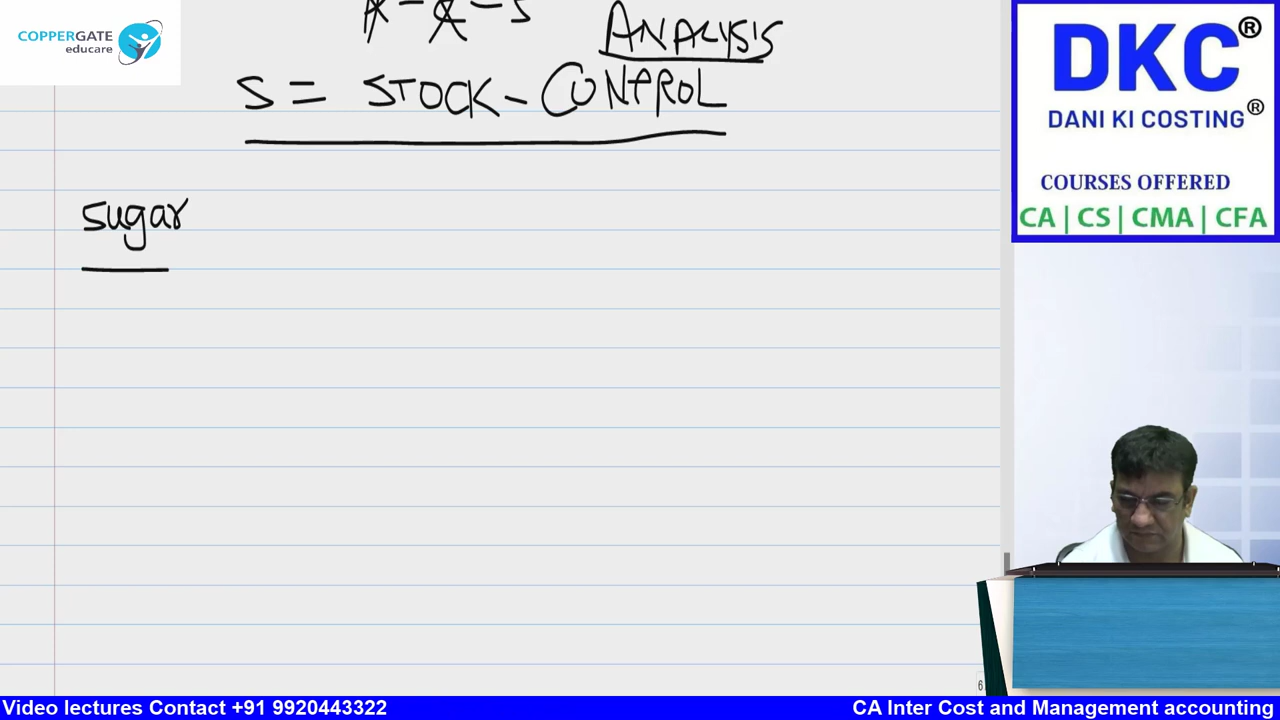 COPPERGATE
educare
ANALYSIS
S = STOCK - CONTROL
sugar
DKC®
DANI KI COSTING®
COURSES OFFERED
CA | CS | CMA | CFA
6
Video lectures Contact +91 9920443322
CA Inter Cost and Management accounting